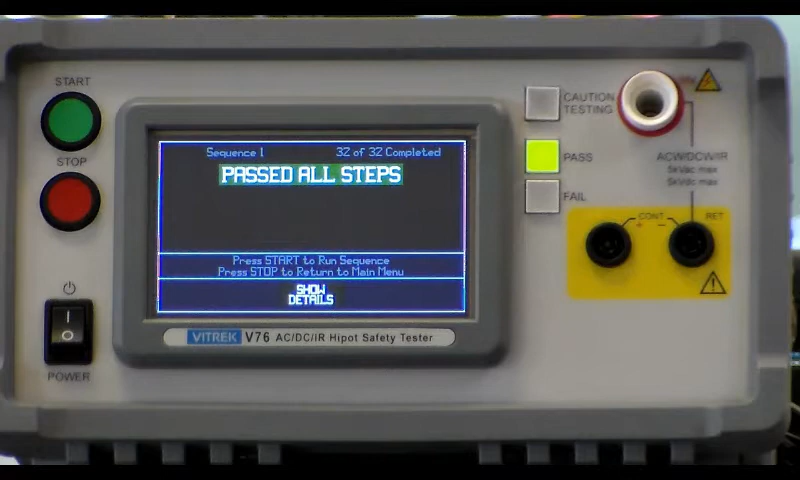 START
STOP
POWER
Sequence 1 32 of 32 Completed
PASSED ALL STEPS
Press START to Run Sequence
Press STOP to Return to Main Menu
SHOW
DETAILS
VITREK V76 AC/DC/IR Hipot Safety Tester
CAUTION
TESTING
PASS
FAIL
ACW/DCW/IR
5kVac max
5kVdc max
CONT
+ −
RET